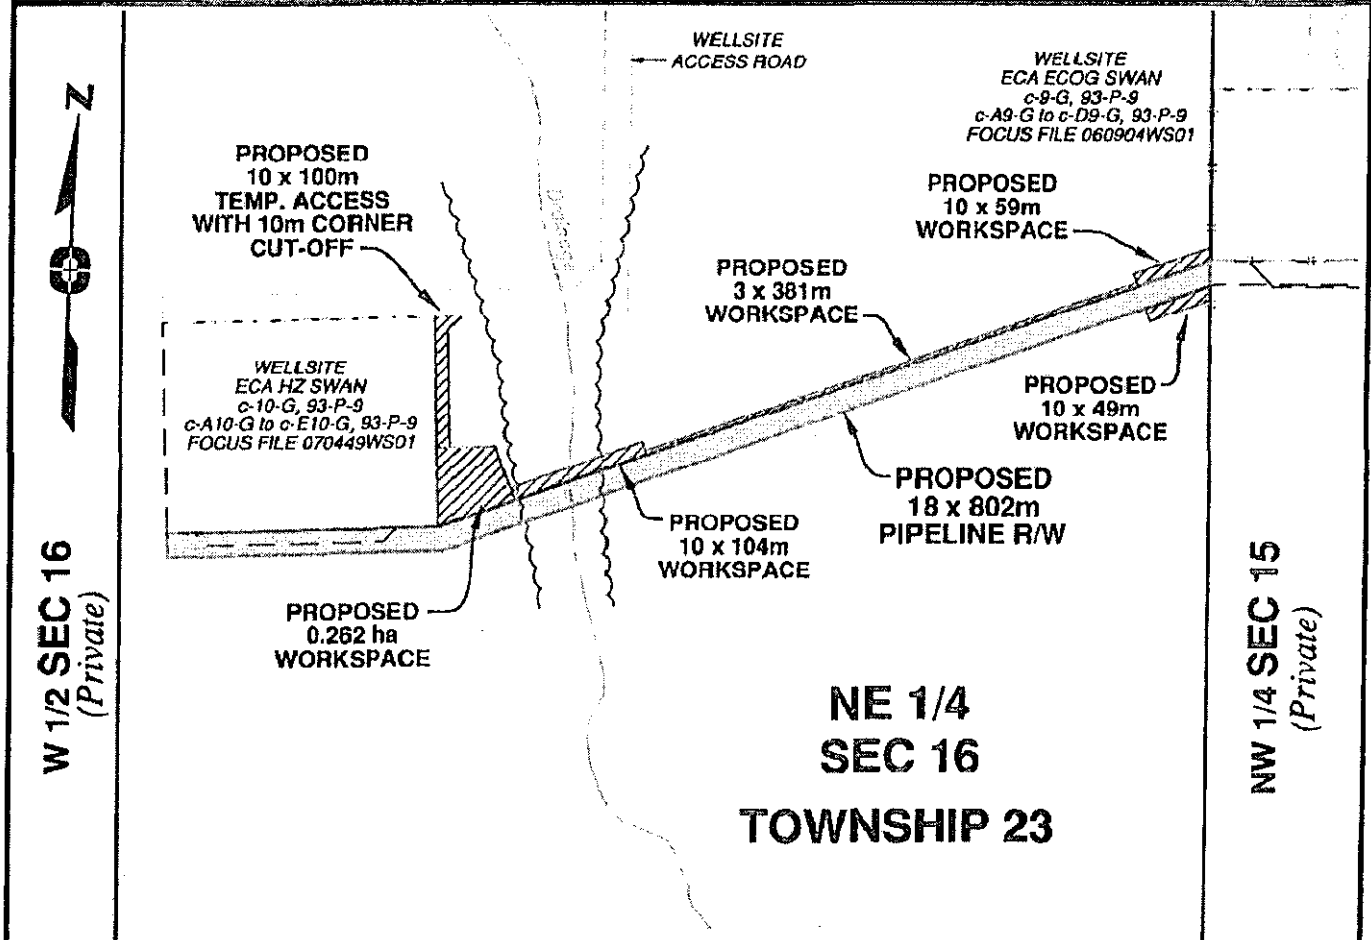 WELLSITE
ACCESS ROAD
WELLSITE
ECA ECOG SWAN
c-9-G, 93-P-9
c-A9-G to c-D9-G, 93-P-9
FOCUS FILE 060904WS01
Z
PROPOSED
10 x 100m
TEMP. ACCESS
WITH 10m CORNER
CUT-OFF
PROPOSED
10 x 59m
WORKSPACE
PROPOSED
3 x 381m
WORKSPACE
WELLSITE
ECA HZ SWAN
c-10-G, 93-P-9
c-A10-G to c-E10-G, 93-P-9
FOCUS FILE 070449WS01
PROPOSED
10 x 49m
WORKSPACE
PROPOSED
18 x 802m
PIPELINE R/W
PROPOSED
10 x 104m
WORKSPACE
PROPOSED
0.262 ha
WORKSPACE
W 1/2 SEC 16
(Private)
NE 1/4
SEC 16
TOWNSHIP 23
NW 1/4 SEC 15
(Private)